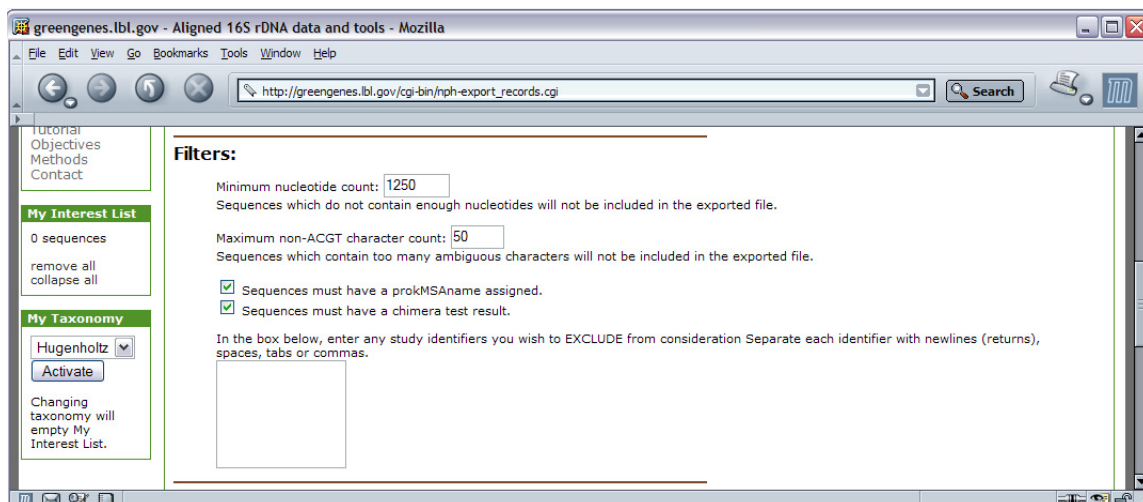 greengenes.lbl.gov - Aligned 16S rDNA data and tools - Mozilla
File Edit View Go Bookmarks Tools Window Help
http://greengenes.lbl.gov/cgi-bin/nph-export_records.cgi
Search
Tutorial
Objectives
Methods
Contact
My Interest List
0 sequences
remove all
collapse all
My Taxonomy
Hugenholtz
Activate
Changing
taxonomy will
empty My
Interest List.
Filters:
Minimum nucleotide count: 1250
Sequences which do not contain enough nucleotides will not be included in the exported file.
Maximum non-ACGT character count: 50
Sequences which contain too many ambiguous characters will not be included in the exported file.
Sequences must have a prokMSAname assigned.
Sequences must have a chimera test result.
In the box below, enter any study identifiers you wish to EXCLUDE from consideration Separate each identifier with newlines (returns),
spaces, tabs or commas.